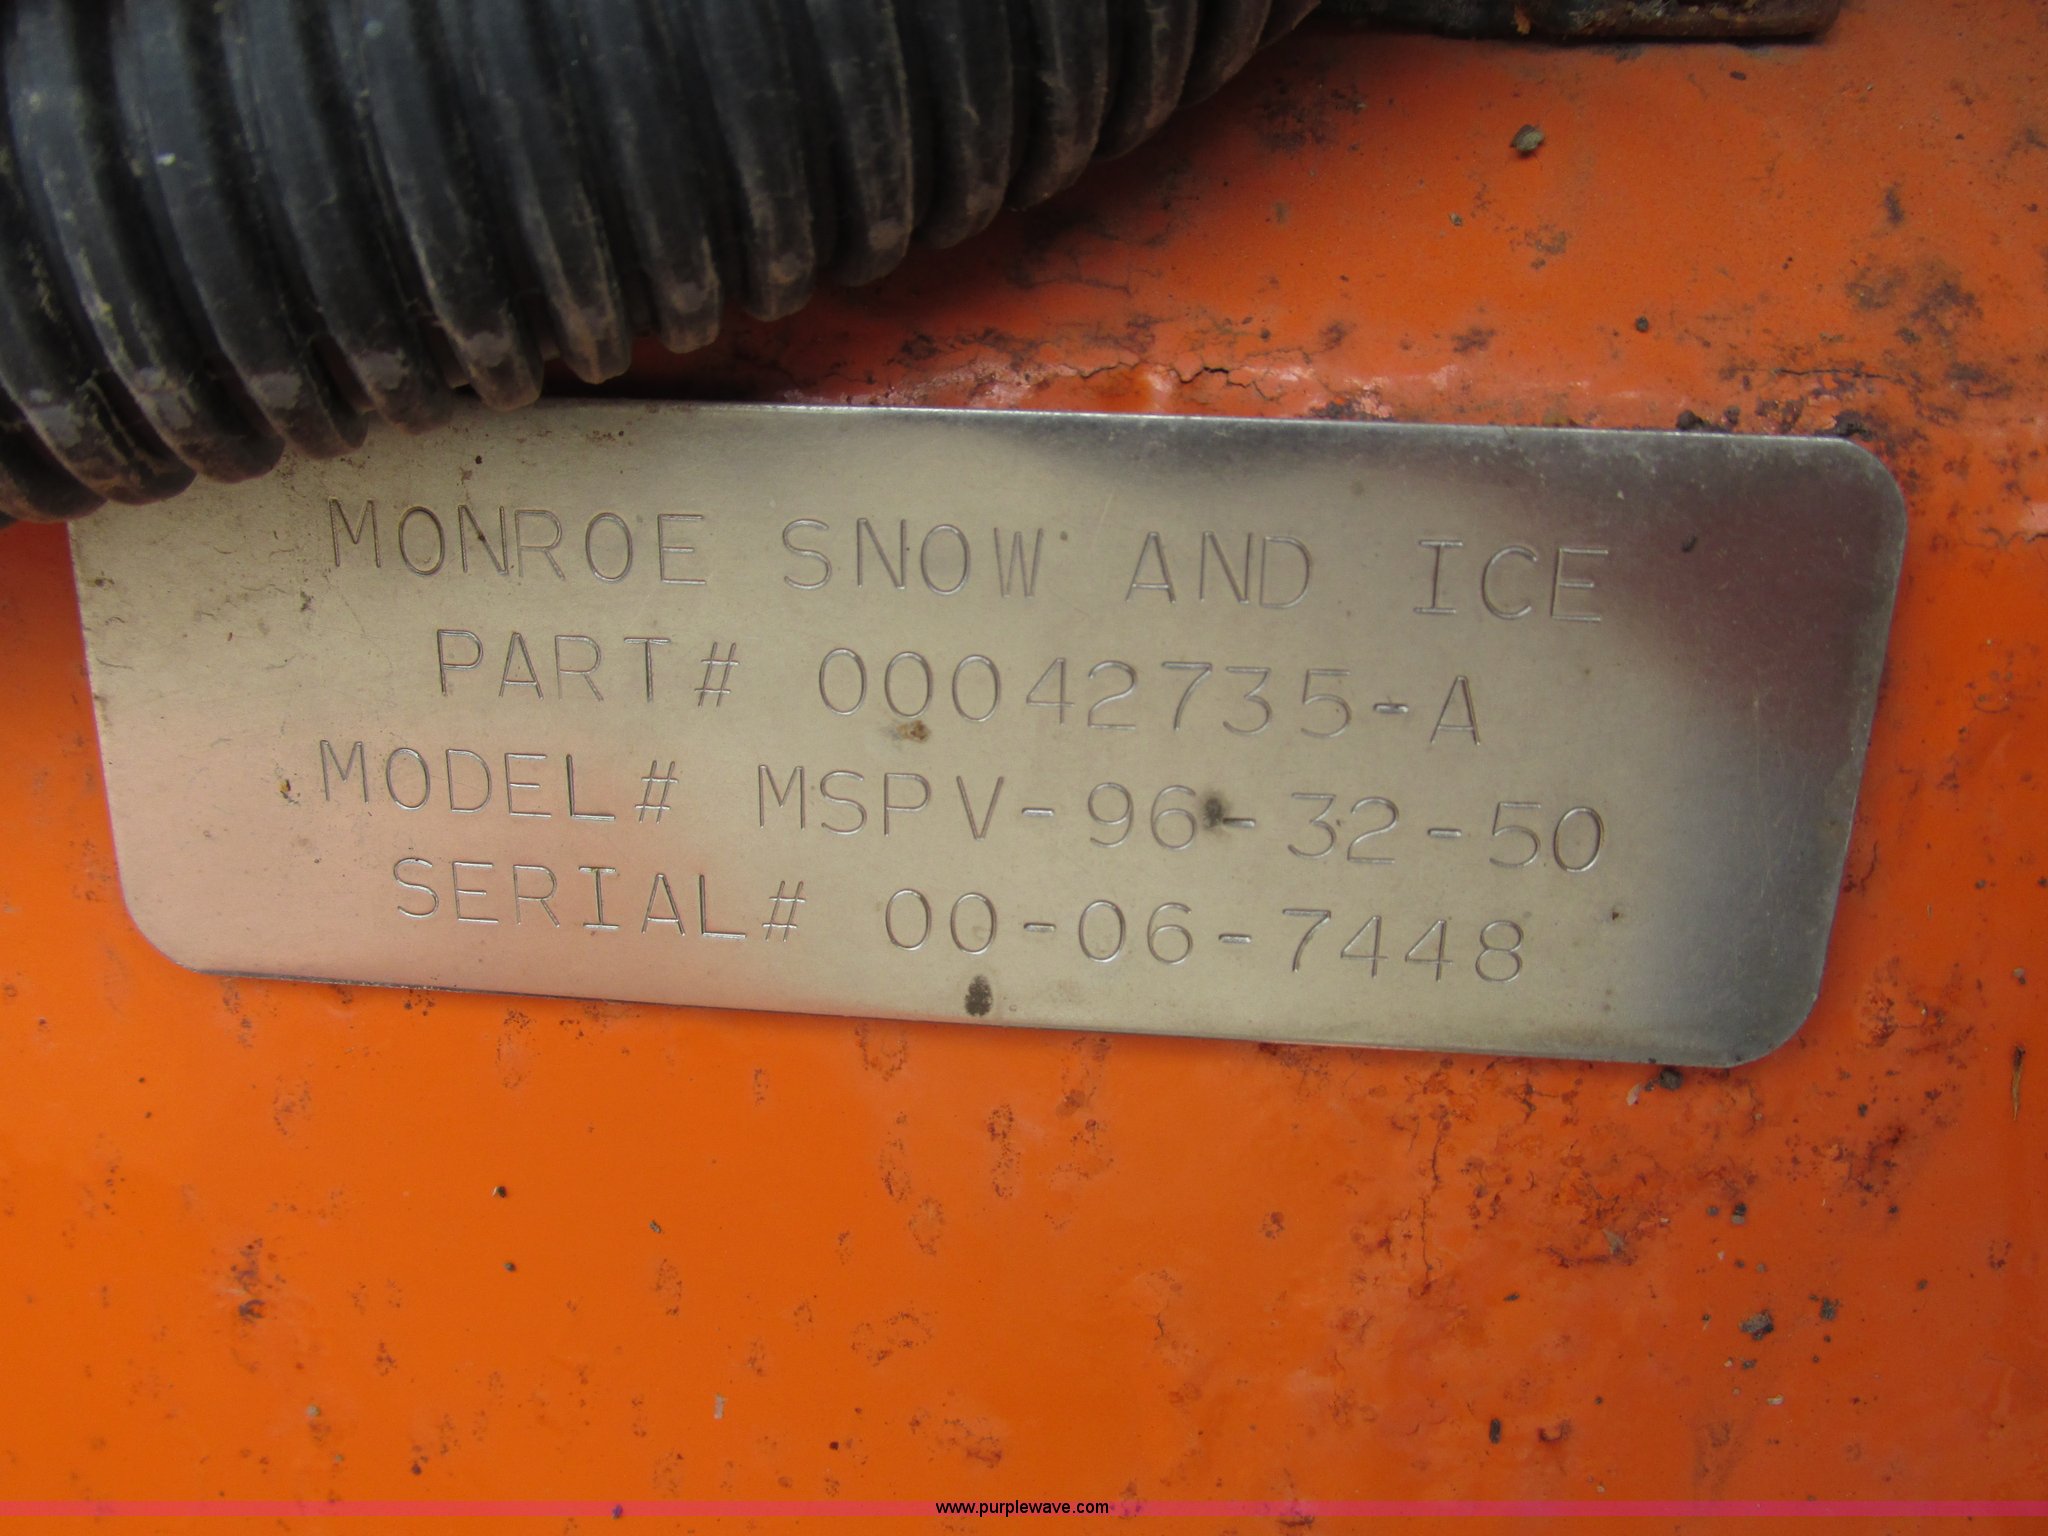 MONROE SNOW AND ICE
PART# 00042735-A
MODEL# MSPV-96-32-50
SERIAL# 00-06-7448
www.purplewave.com